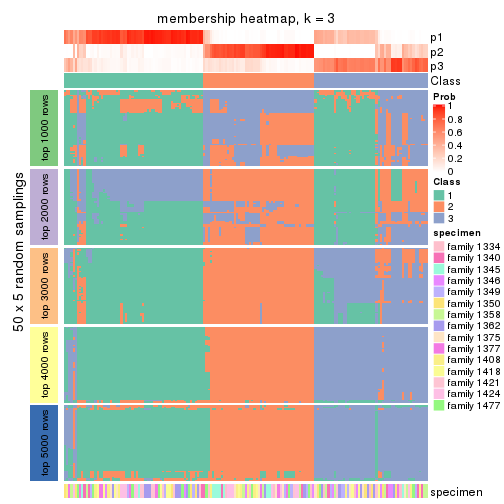 membership heatmap, k = 3
p1
p2
p3
Class
50 x 5 random samplings
top 1000 rows
top 2000 rows
top 3000 rows
top 4000 rows
top 5000 rows
specimen
Prob
1
0.8
0.6
0.4
0.2
0
Class
1
2
3
specimen
family 1334
family 1340
family 1345
family 1346
family 1349
family 1350
family 1358
family 1362
family 1375
family 1377
family 1408
family 1418
family 1421
family 1424
family 1477